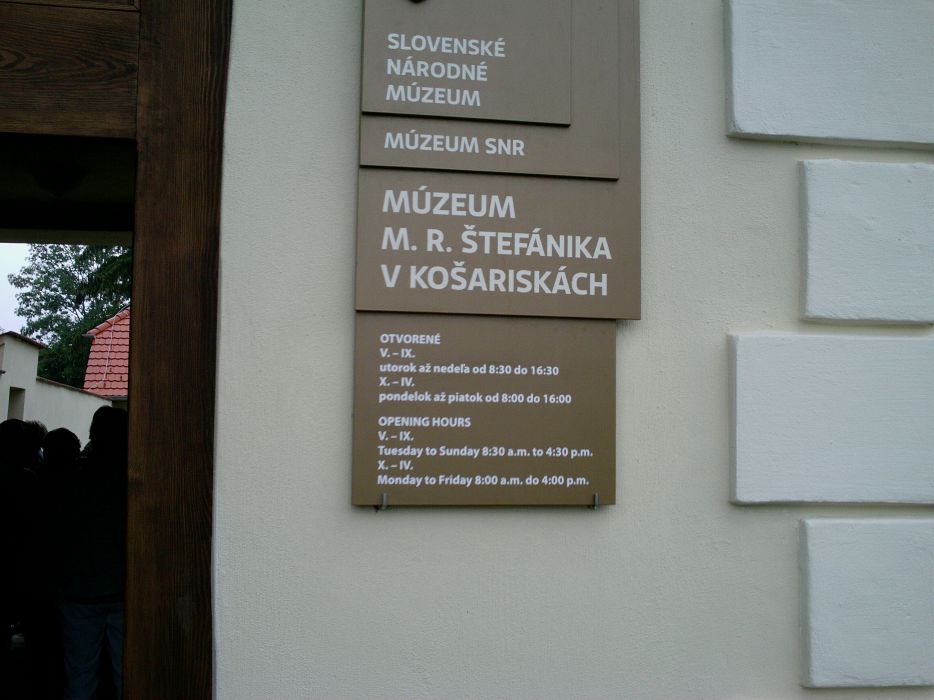 SLOVENSKÉ
NÁRODNÉ
MÚZEUM
MÚZEUM SNR
MÚZEUM
M. R. ŠTEFÁNIKA
V KOŠARISKÁCH
OTVORENÉ
V. – IX.
utorok až nedeľa od 8:30 do 16:30
X. – IV.
pondelok až piatok od 8:00 do 16:00
OPENING HOURS
V. – IX.
Tuesday to Sunday 8:30 a.m. to 4:30 p.m.
X. – IV.
Monday to Friday 8:00 a.m. do 4:00 p.m.